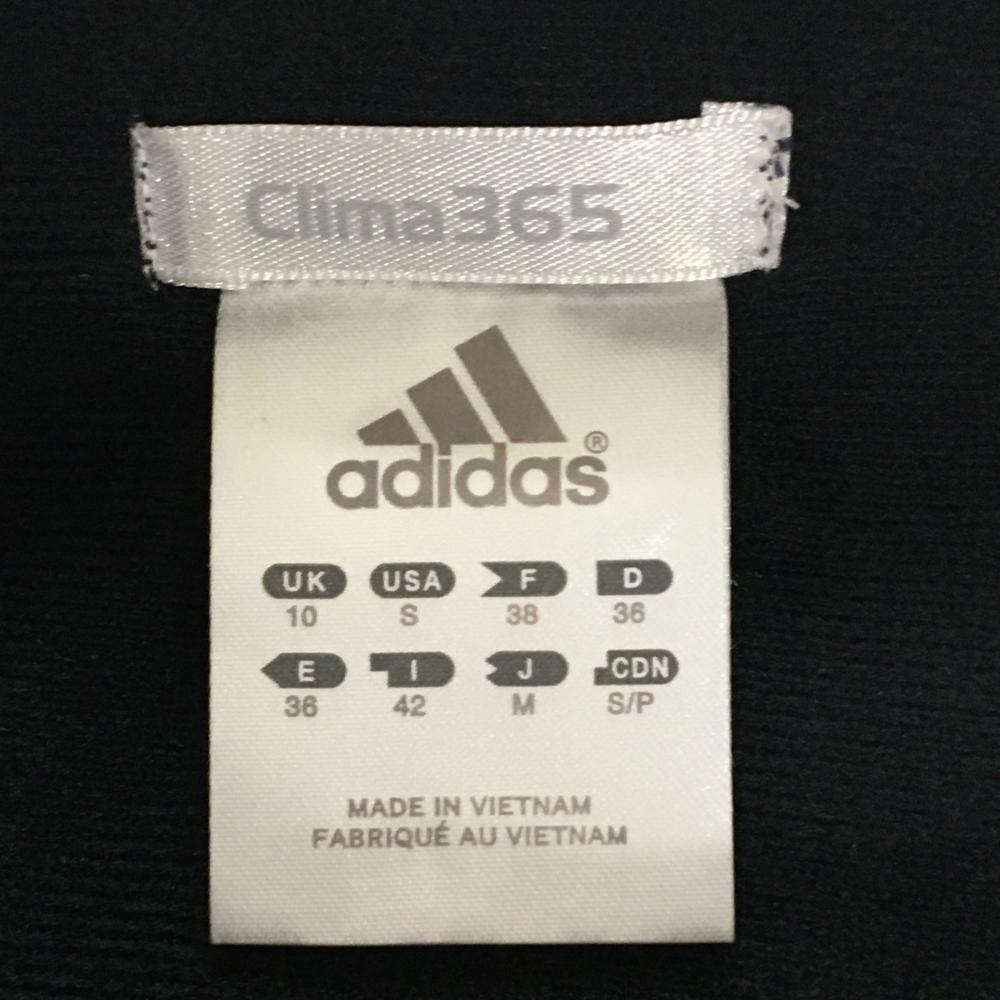 Clima365
adidas®
UK USA F D
10 S 38 36
E I J CDN
36 42 M S/P
MADE IN VIETNAM
FABRIQUÉ AU VIETNAM